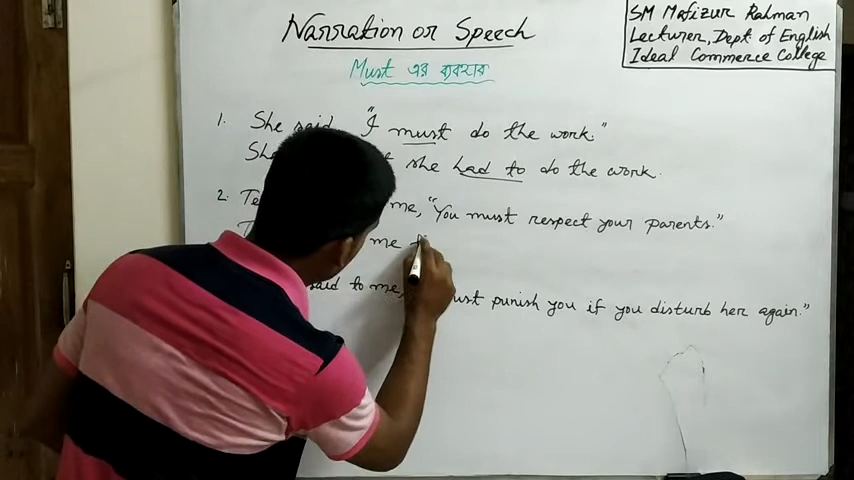 Narration or Speech
SM Mafizur Rahman
Lecturer, Dept of English
Ideal Commerce College
Must এর ব্যবহার
1. She said "I must do the work."
she had to do the work.
2. me, "You must respect your parents."
me
said to me, punish you if you disturb her again."